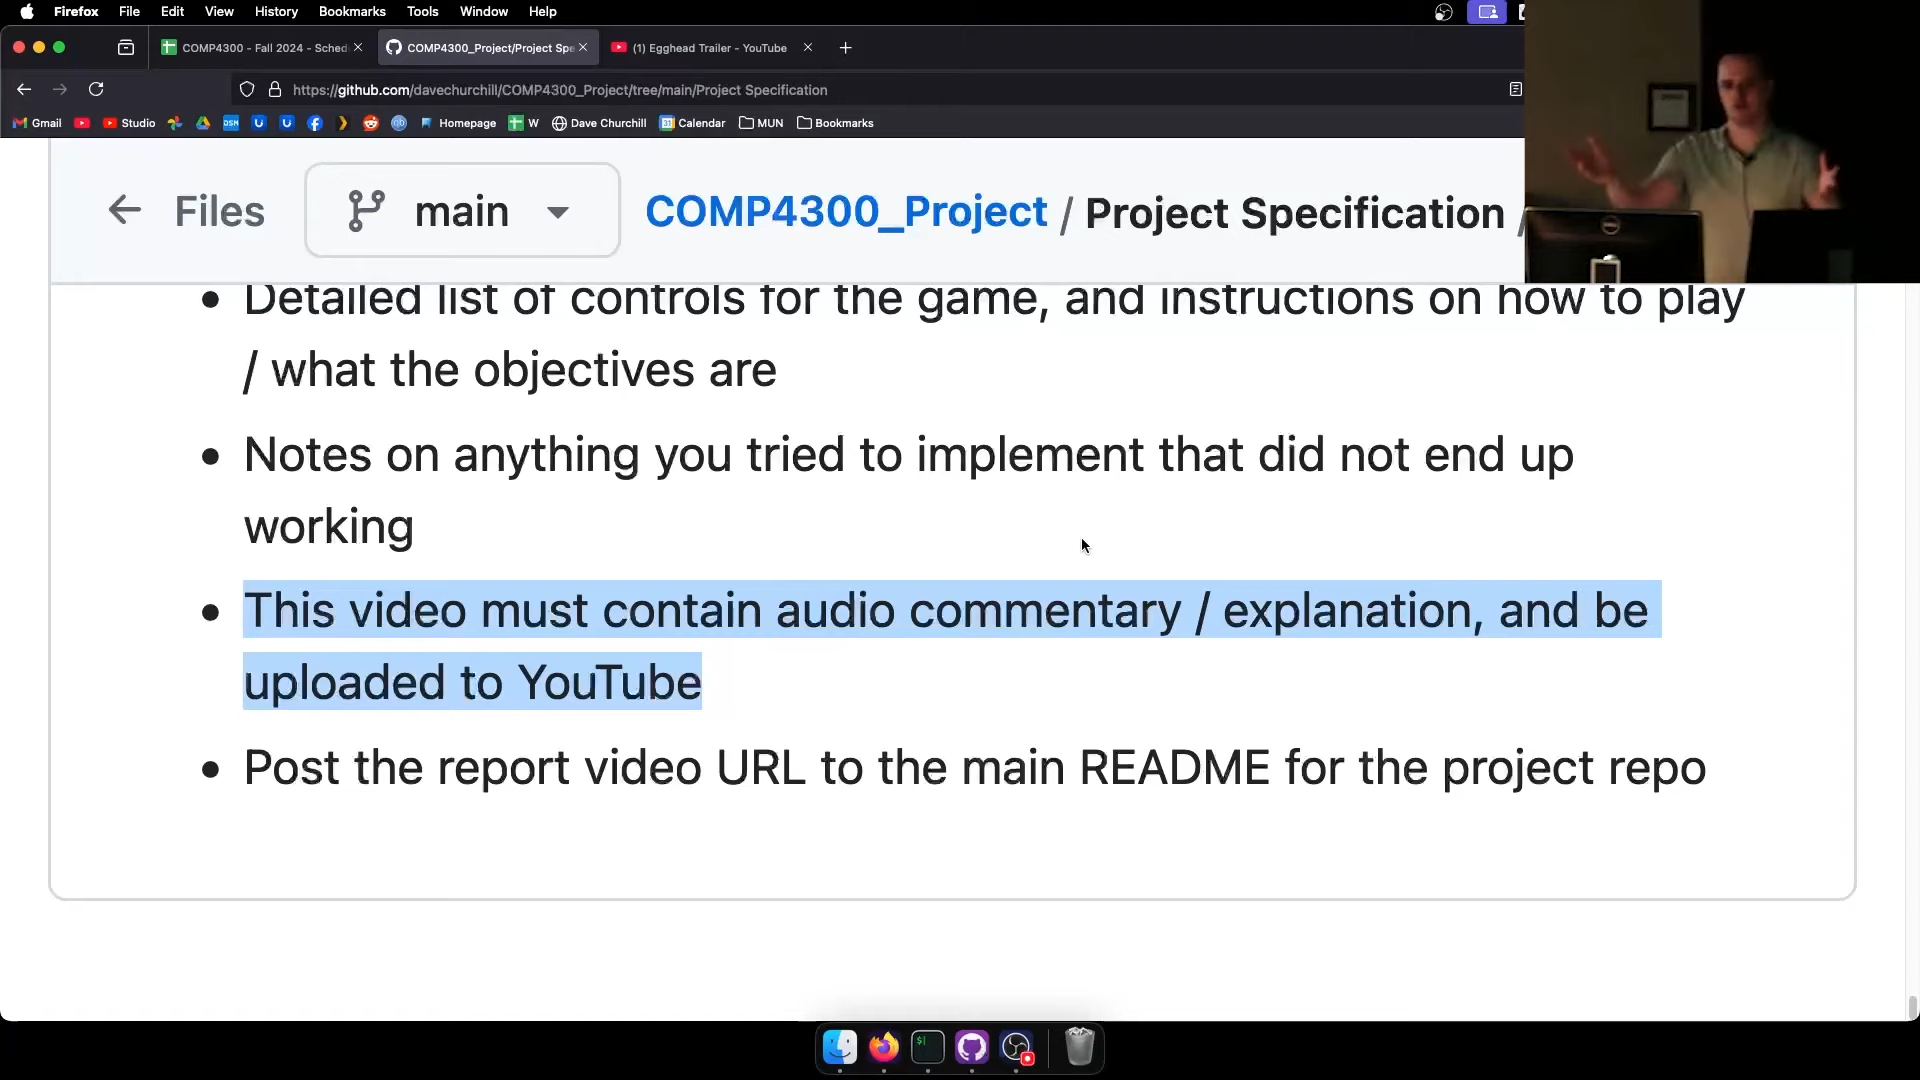 Firefox File Edit View History Bookmarks Tools Window Help
COMP4300 - Fall 2024 - Sched
COMP4300_Project/Project Spe
(1) Egghead Trailer - YouTube
https://github.com/davechurchill/COMP4300_Project/tree/main/Project Specification
Gmail Studio DSM Homepage W Dave Churchill 31 Calendar MUN Bookmarks
Files main COMP4300_Project / Project Specification /
Detailed list of controls for the game, and instructions on how to play
/ what the objectives are
Notes on anything you tried to implement that did not end up
working
This video must contain audio commentary / explanation, and be
uploaded to YouTube
Post the report video URL to the main README for the project repo